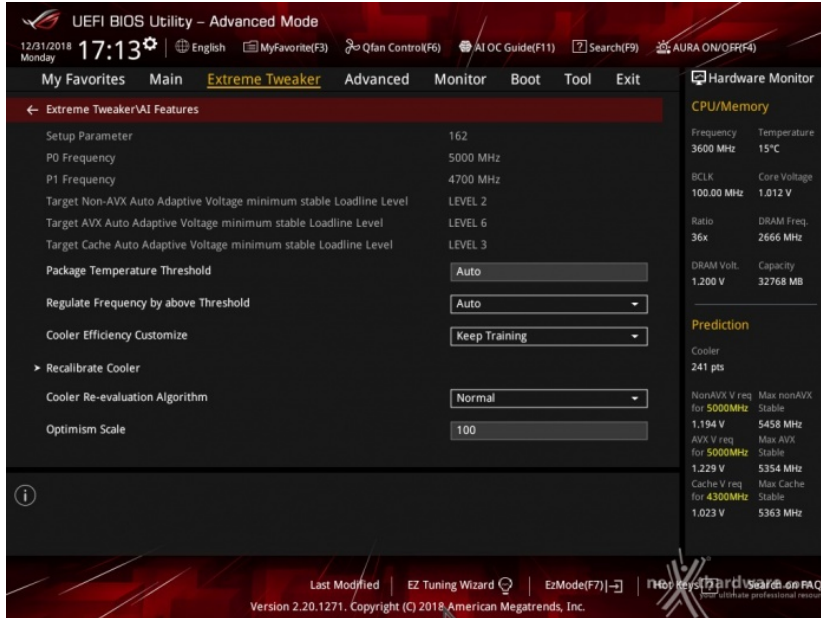 UEFI BIOS Utility – Advanced Mode
12/31/2018 Monday 17:13 English MyFavorite(F3) Qfan Control(F6) AI OC Guide(F11) ? Search(F9) AURA ON/OFF(F4)
My Favorites Main Extreme Tweaker Advanced Monitor Boot Tool Exit
← Extreme Tweaker\AI Features
Setup Parameter 162
P0 Frequency 5000 MHz
P1 Frequency 4700 MHz
Target Non-AVX Auto Adaptive Voltage minimum stable Loadline Level LEVEL 2
Target AVX Auto Adaptive Voltage minimum stable Loadline Level LEVEL 6
Target Cache Auto Adaptive Voltage minimum stable Loadline Level LEVEL 3
Package Temperature Threshold Auto
Regulate Frequency by above Threshold Auto
Cooler Efficiency Customize Keep Training
Recalibrate Cooler
Cooler Re-evaluation Algorithm Normal
Optimism Scale 100
Hardware Monitor
CPU/Memory
Frequency Temperature
3600 MHz 15°C
BCLK Core Voltage
100.00 MHz 1.012 V
Ratio DRAM Freq.
36x 2666 MHz
DRAM Volt. Capacity
1.200 V 32768 MB
Prediction
Cooler
241 pts
NonAVX V req Max nonAVX
for 5000MHz Stable
1.194 V 5458 MHz
AVX V req Max AVX
for 5000MHz Stable
1.229 V 5354 MHz
Cache V req Max Cache
for 4300MHz Stable
1.023 V 5363 MHz
Last Modified EZ Tuning Wizard EzMode(F7) Hot Keys ? Search on FAQ
Version 2.20.1271. Copyright (C) 2018 American Megatrends, Inc.